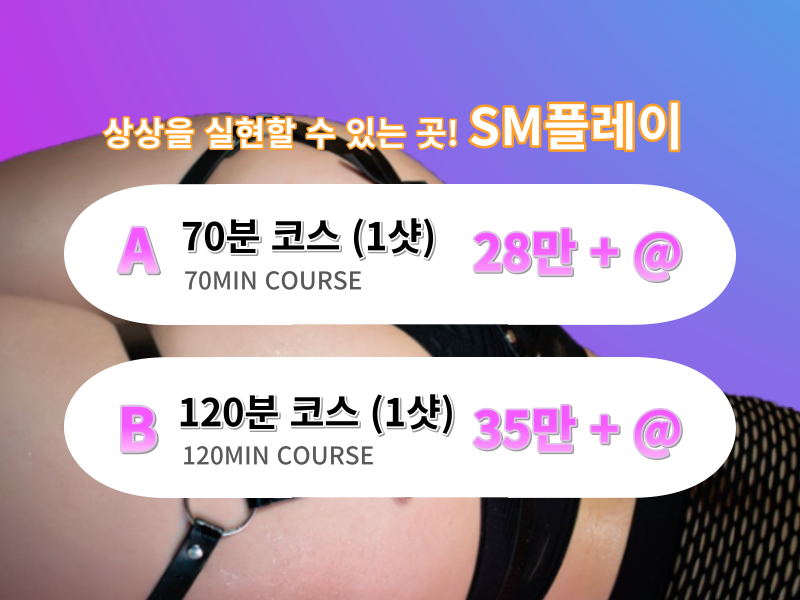 상상을 실현할 수 있는 곳! SM플레이
A 70분 코스 (1샷) 28만 + @
70MIN COURSE
B 120분 코스 (1샷) 35만 + @
120MIN COURSE